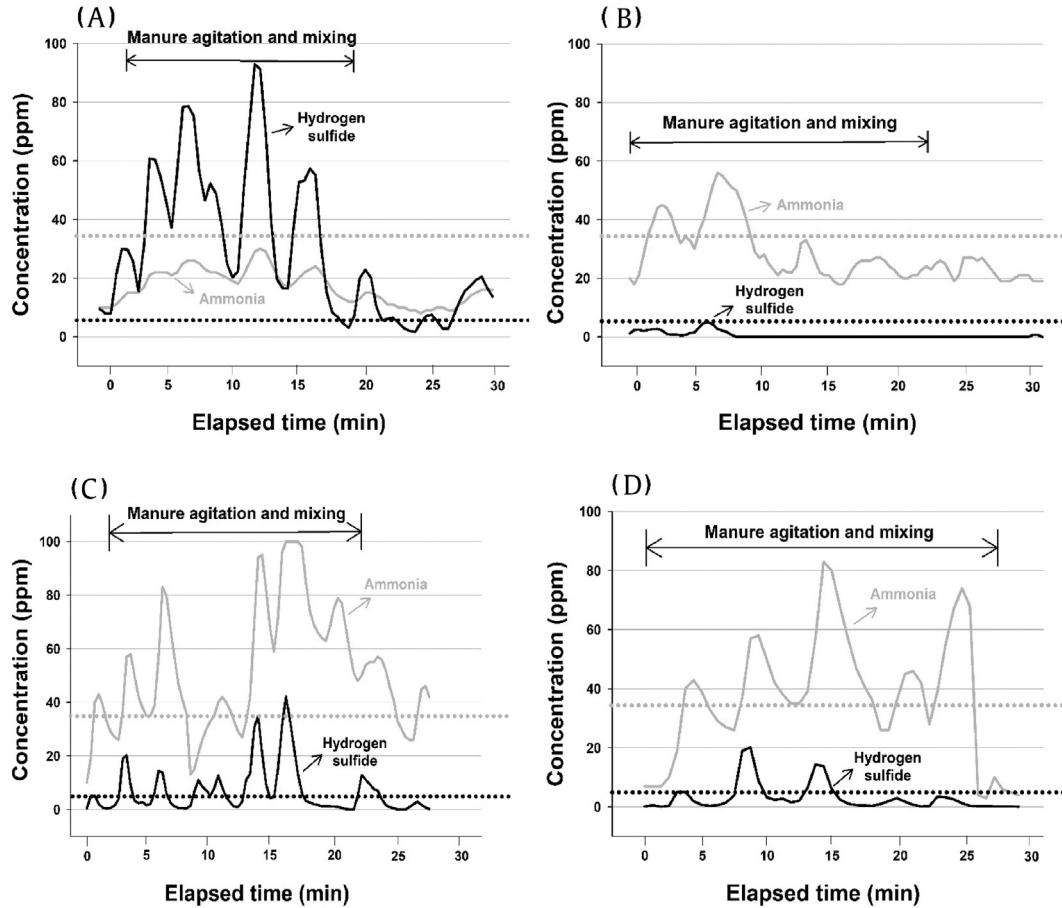 (A)
Manure agitation and mixing
100
80
60
40
20
0
Concentration (ppm)
Hydrogen
sulfide
Ammonia
0 5 10 15 20 25 30
Elapsed time (min)
(B)
100
80
60
40
20
0
Concentration (ppm)
Manure agitation and mixing
Ammonia
Hydrogen
sulfide
0 5 10 15 20 25 30
Elapsed time (min)
(C)
Manure agitation and mixing
100
80
60
40
20
0
Concentration (ppm)
Ammonia
Hydrogen
sulfide
0 5 10 15 20 25 30
Elapsed time (min)
(D)
Manure agitation and mixing
100
80
60
40
20
0
Concentration (ppm)
Ammonia
Hydrogen
sulfide
0 5 10 15 20 25 30
Elapsed time (min)